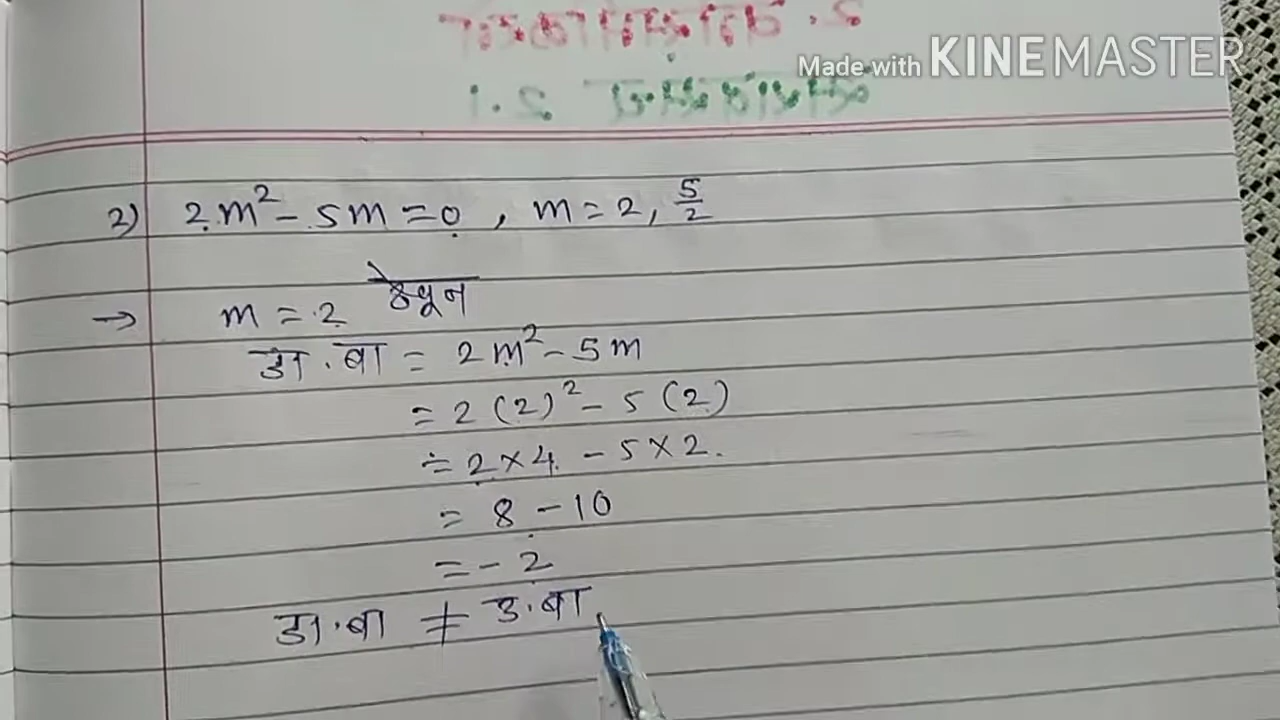 Made with KINEMASTER
2) 2m² - 5m = 0 , m = 2, 5/2
→ m = 2 ठेवून
डा.बा = 2m² - 5m
= 2(2)² - 5(2)
= 2×4 - 5×2
= 8 - 10
= -2
डा.बा ≠ उ.बा